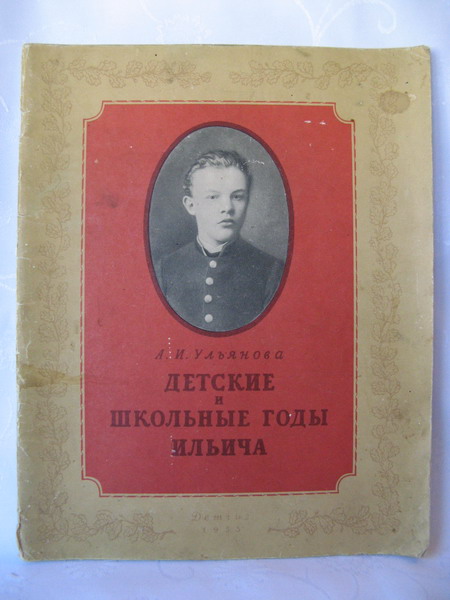 А. И. Ульянова
ДЕТСКИЕ
И
ШКОЛЬНЫЕ ГОДЫ
ИЛЬИЧА
Детгиз